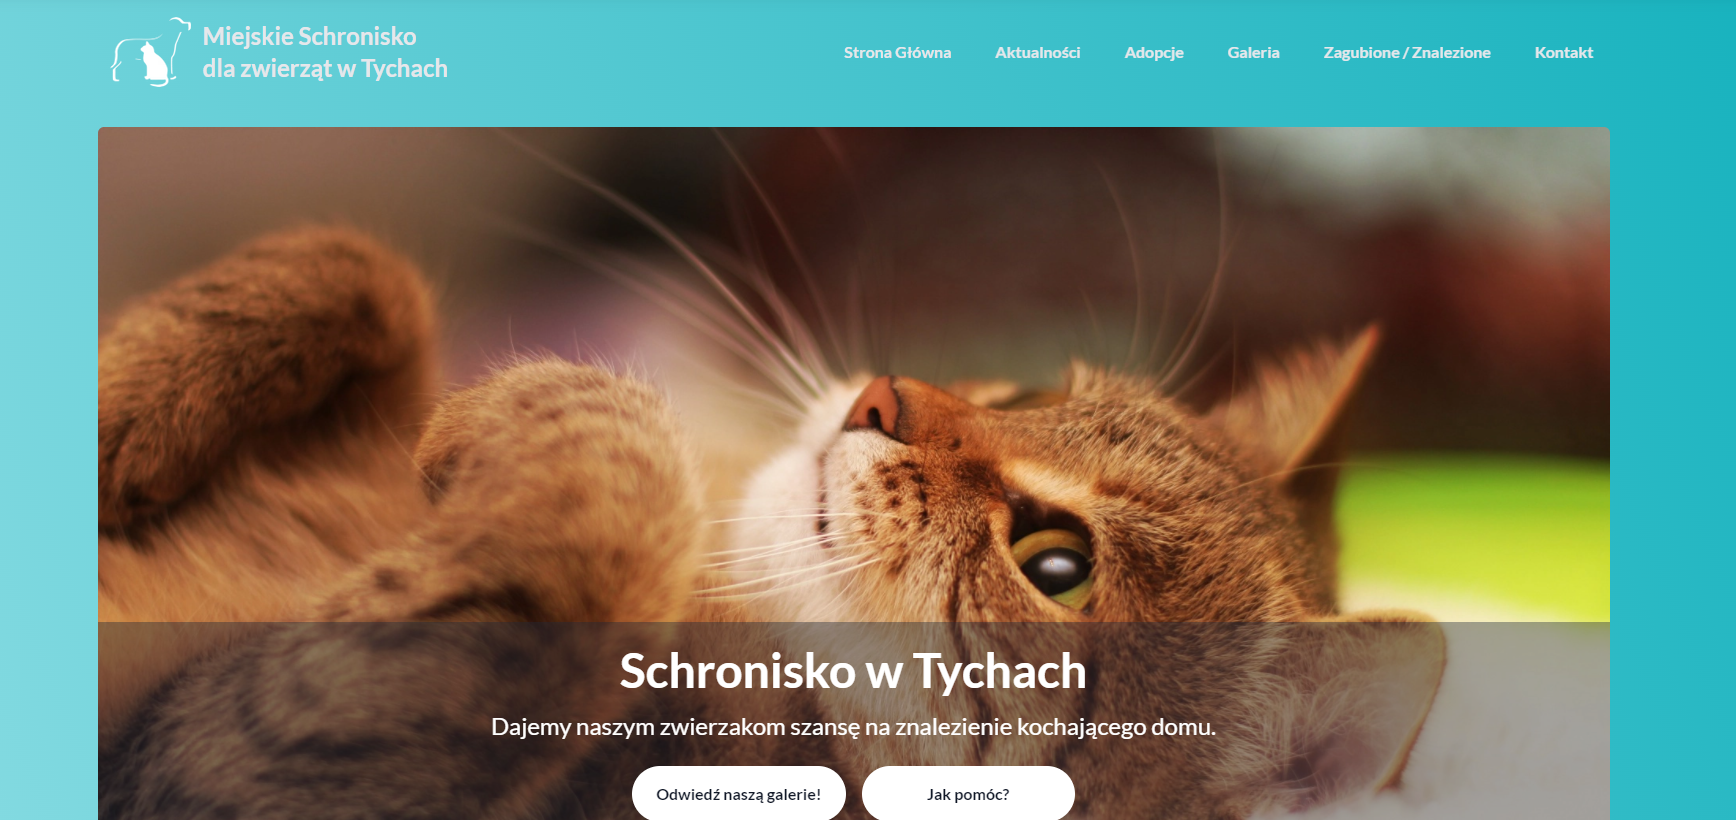 Miejskie Schronisko
dla zwierząt w Tychach
Strona Główna
Aktualności
Adopcje
Galeria
Zagubione / Znalezione
Kontakt
Schronisko w Tychach
Dajemy naszym zwierzakom szansę na znalezienie kochającego domu.
Odwiedź naszą galerie!
Jak pomóc?